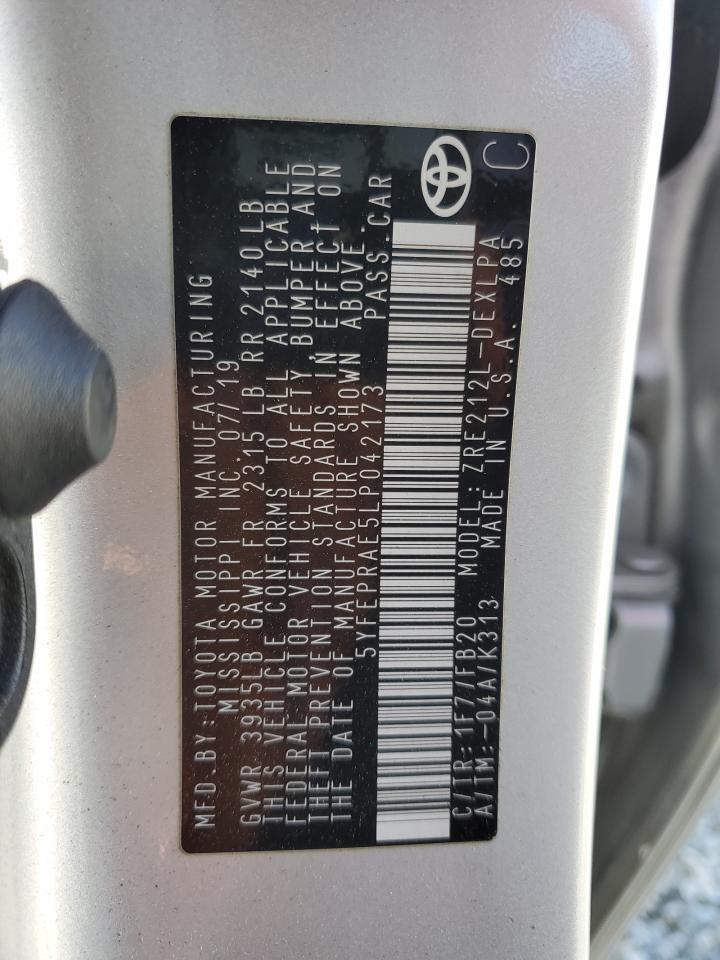 MFD.BY:TOYOTA MOTOR MANUFACTURING
MISSISSIPPI INC.07/19
GVWR 3935LB GAWR FR 2315 LB RR 2140LB
THIS VEHICLE CONFORMS TO ALL APPLICABLE
FEDERAL MOTOR VEHICLE SAFETY, BUMPER,AND
THEFT PREVENTION STANDARDS IN EFFECT ON
THE DATE OF MANUFACTURE SHOWN ABOVE.
5YFEPRAE5LP042173 PASS.CAR
C/TR:1F7/FB20 MODEL:ZRE212L-DEXLPA
A/TM:-04A/K313 MADE IN U.S.A. 485
C